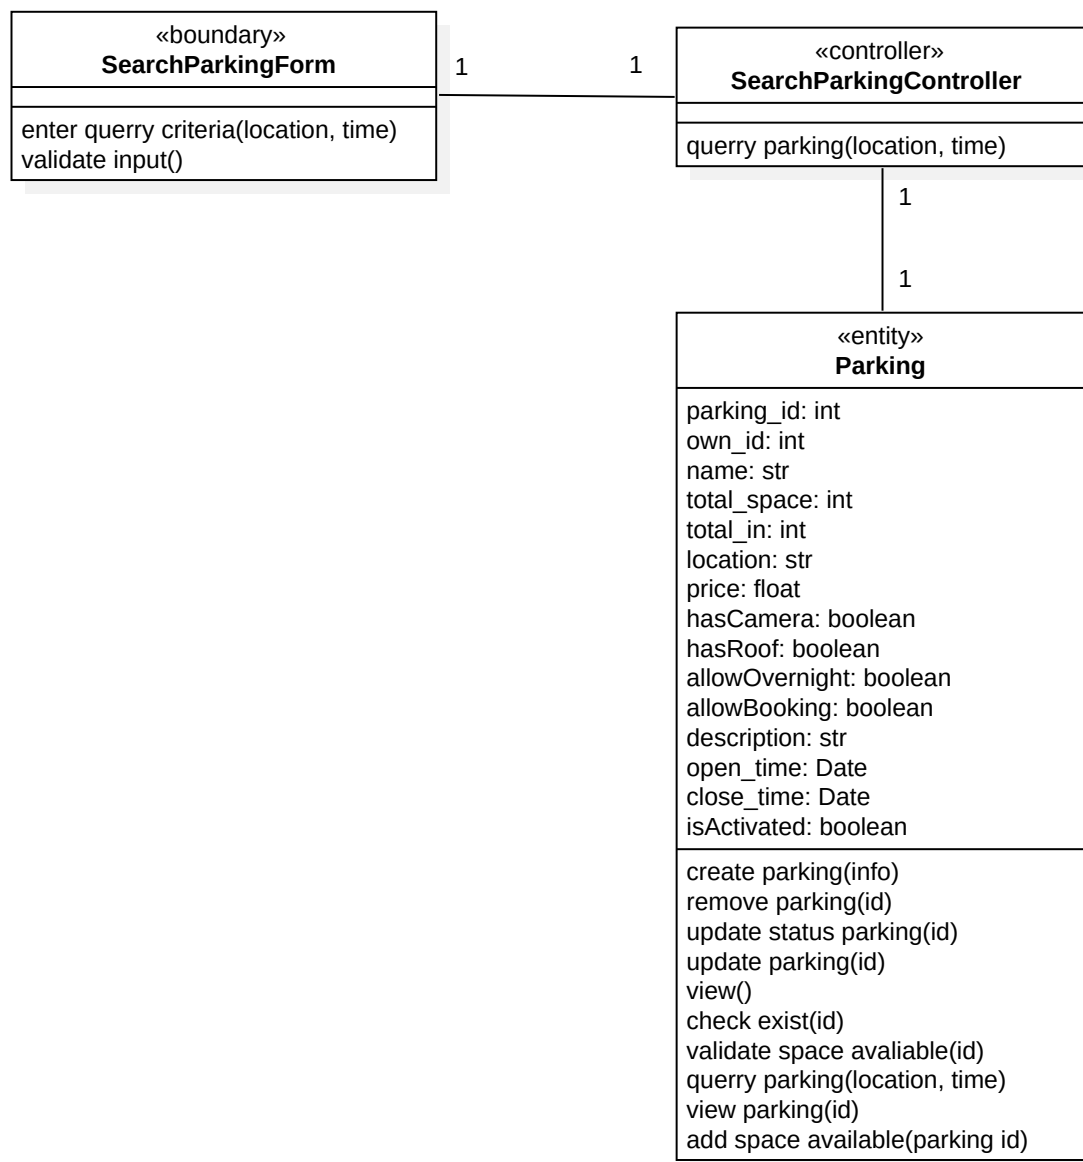 «boundary»
SearchParkingForm
enter querry criteria(location, time)
validate input()
1
1
«controller»
SearchParkingController
querry parking(location, time)
1
1
«entity»
Parking
parking_id: int
own_id: int
name: str
total_space: int
total_in: int
location: str
price: float
hasCamera: boolean
hasRoof: boolean
allowOvernight: boolean
allowBooking: boolean
description: str
open_time: Date
close_time: Date
isActivated: boolean
create parking(info)
remove parking(id)
update status parking(id)
update parking(id)
view()
check exist(id)
validate space avaliable(id)
querry parking(location, time)
view parking(id)
add space available(parking id)